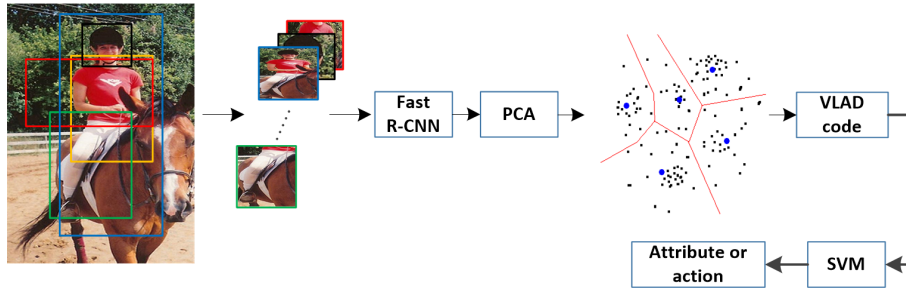 Fast
R-CNN
PCA
VLAD
code
Attribute or
action
SVM